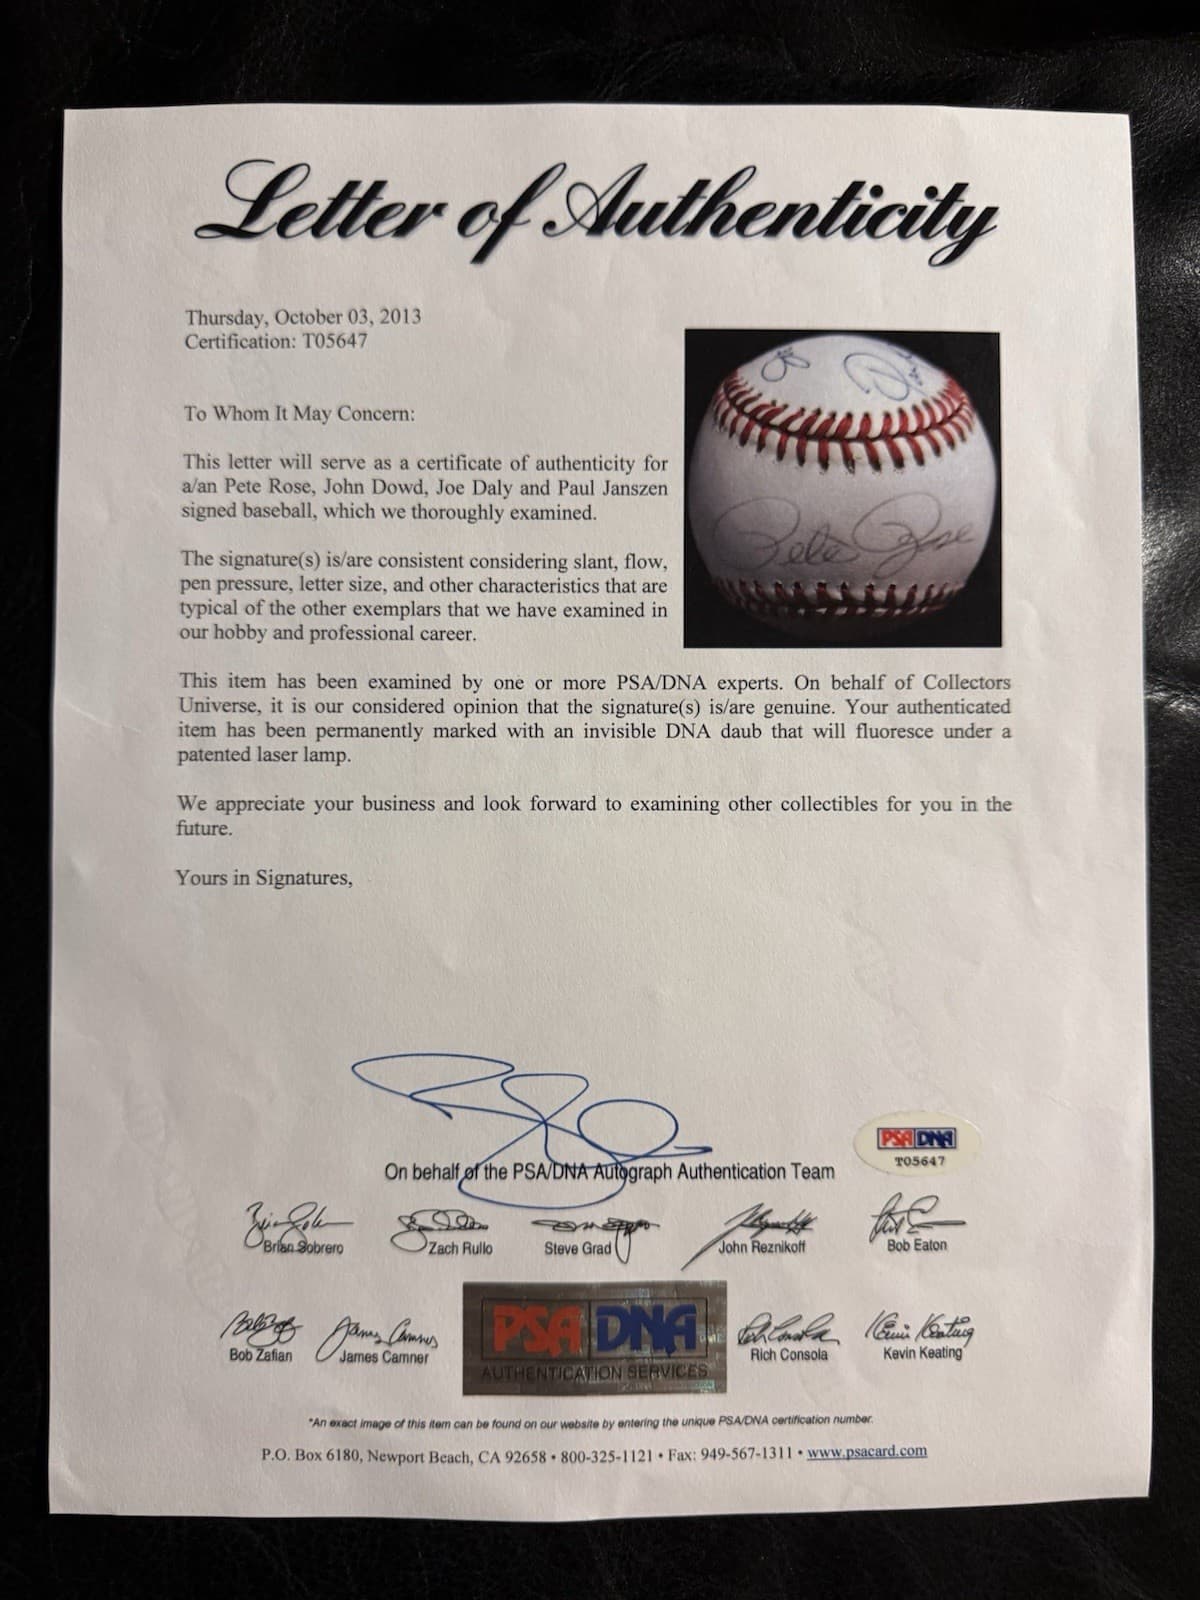 Letter of Authenticity
Thursday, October 03, 2013
Certification: T05647
To Whom It May Concern:
This letter will serve as a certificate of authenticity for
a/an Pete Rose, John Dowd, Joe Daly and Paul Janszen
signed baseball, which we thoroughly examined.
The signature(s) is/are consistent considering slant, flow,
pen pressure, letter size, and other characteristics that are
typical of the other exemplars that we have examined in
our hobby and professional career.
Pete Rose
This item has been examined by one or more PSA/DNA experts. On behalf of Collectors
Universe, it is our considered opinion that the signature(s) is/are genuine. Your authenticated
item has been permanently marked with an invisible DNA daub that will fluoresce under a
patented laser lamp.
We appreciate your business and look forward to examining other collectibles for you in the
future.
Yours in Signatures,
PSA DNA
T05647
On behalf of the PSA/DNA Autograph Authentication Team
Brian Sobrero Zach Rullo Steve Grad John Reznikoff Bob Eaton
Bob Zafian James Camner Rich Consola Kevin Keating
James Camner
Kevin Keating
PSA DNA
AUTHENTICATION SERVICES
*An exact image of this item can be found on our website by entering the unique PSA/DNA certification number.
P.O. Box 6180, Newport Beach, CA 92658 • 800-325-1121 • Fax: 949-567-1311 • www.psacard.com